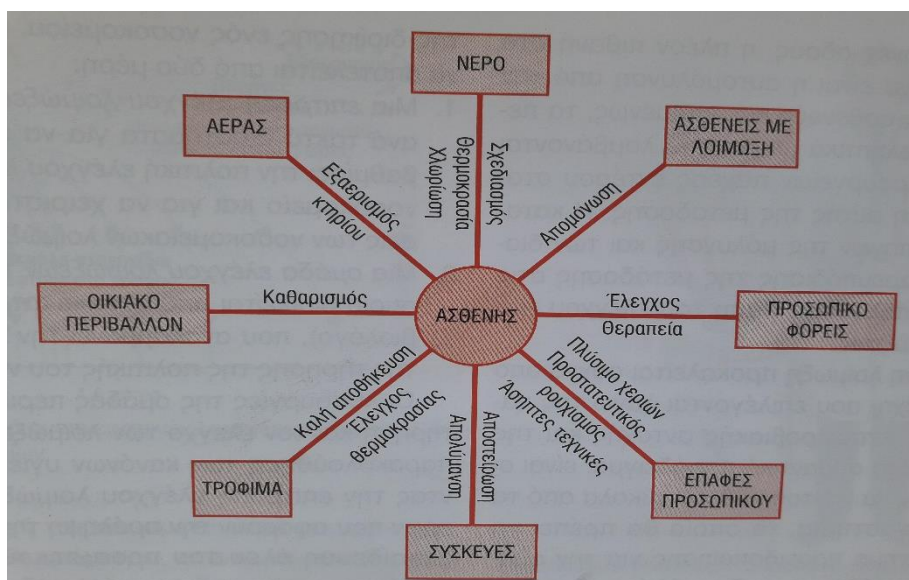 ΝΕΡΟ
ΑΕΡΑΣ
ΑΣΘΕΝΕΙΣ ΜΕ
ΛΟΙΜΩΞΗ
Εξαερισμός
κτηρίου
Σχεδιασμός
Θερμοκρασία
Χλωρίωση
Απομόνωση
ΟΙΚΙΑΚΟ
ΠΕΡΙΒΑΛΛΟΝ
Καθαρισμός
ΑΣΘΕΝΗΣ
Έλεγχος
Θεραπεία
ΠΡΟΣΩΠΙΚΟ
ΦΟΡΕΙΣ
Καλή αποθήκευση
Έλεγχος
θερμοκρασίας
Αποστείρωση
Απολύμανση
Πλύσιμο χεριών
Προστατευτικός
ρουχισμός
Άσηπτες τεχνικές
ΤΡΟΦΙΜΑ
ΣΥΣΚΕΥΕΣ
ΕΠΑΦΕΣ
ΠΡΟΣΩΠΙΚΟΥ